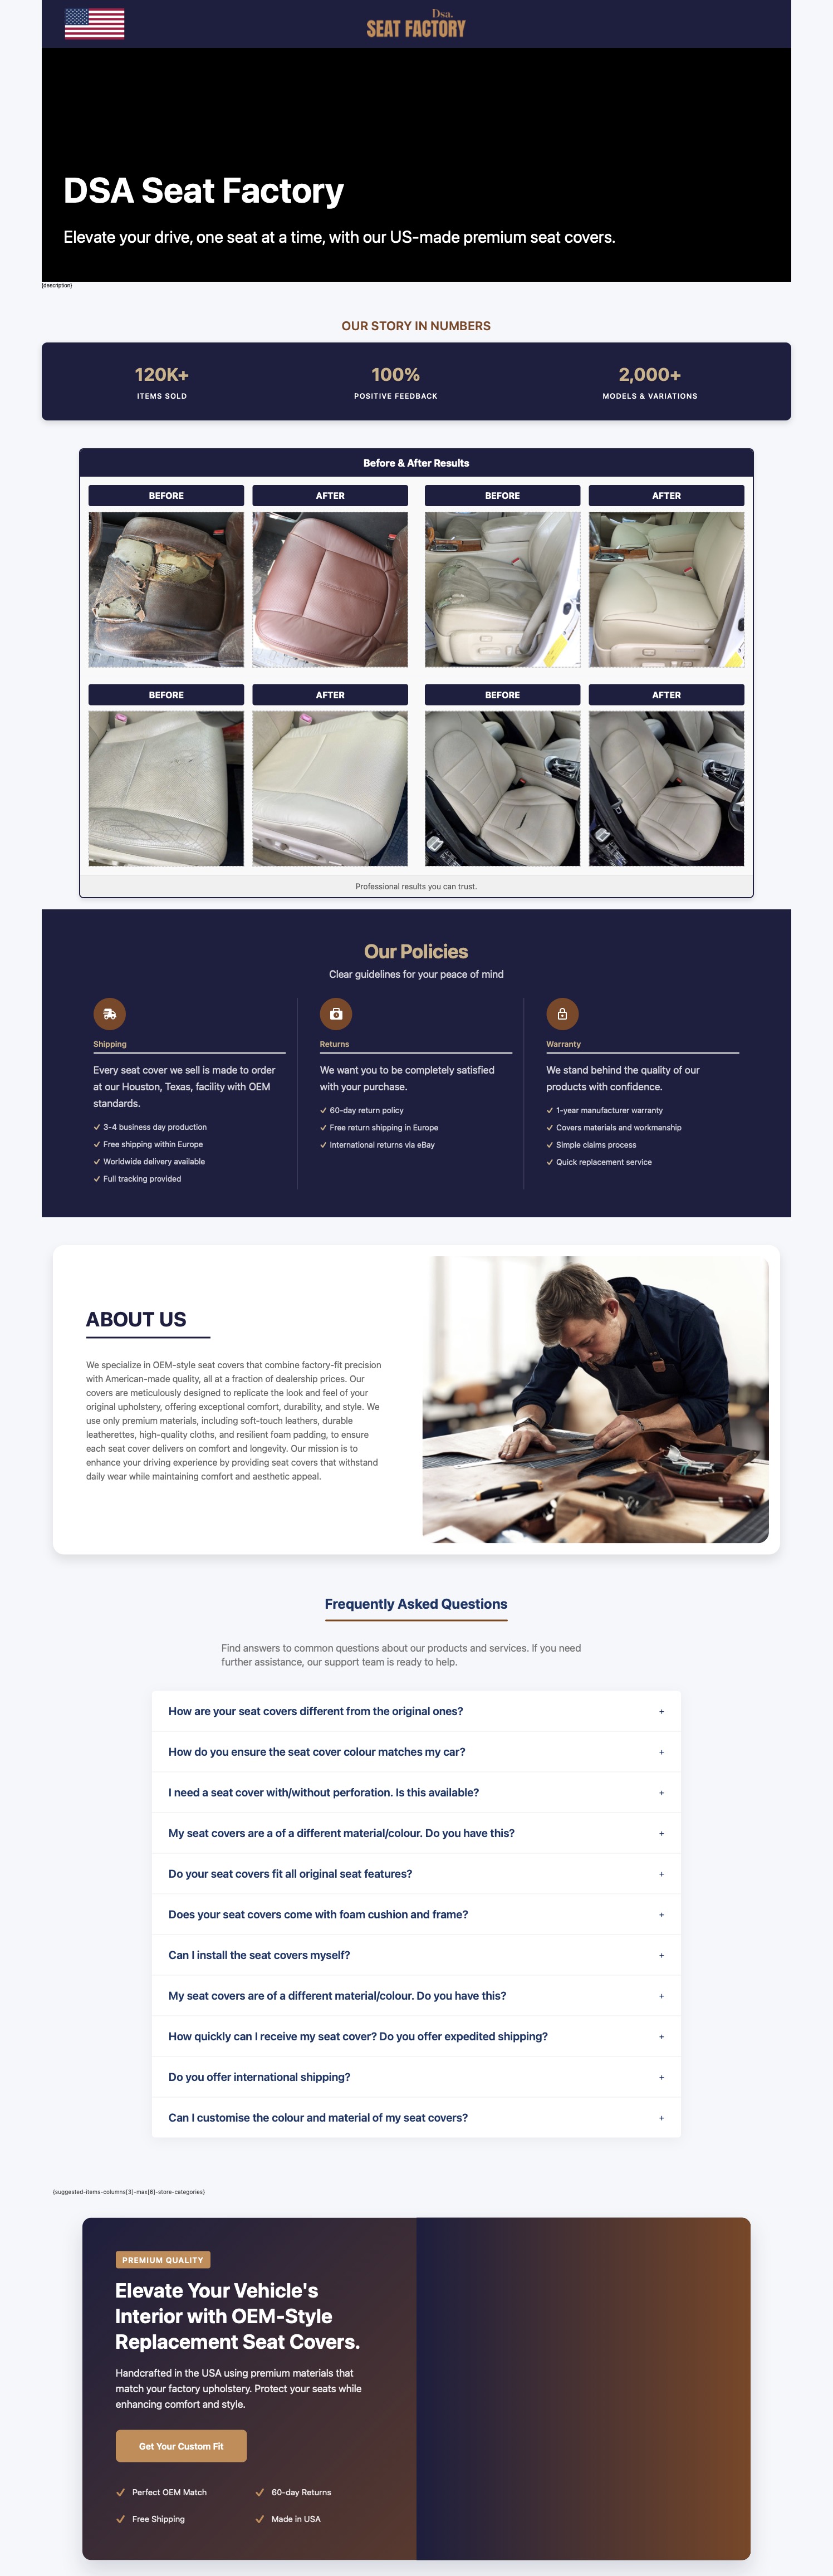 Dsa.
SEAT FACTORY
DSA Seat Factory
Elevate your drive, one seat at a time, with our US-made premium seat covers.
{description}
OUR STORY IN NUMBERS
120K+
ITEMS SOLD
100%
POSITIVE FEEDBACK
2,000+
MODELS & VARIATIONS
Before & After Results
BEFORE
AFTER
BEFORE
AFTER
BEFORE
AFTER
BEFORE
AFTER
Professional results you can trust.
Our Policies
Clear guidelines for your peace of mind
Shipping
Every seat cover we sell is made to order
at our Houston, Texas, facility with OEM
standards.
3-4 business day production
Free shipping within Europe
Worldwide delivery available
Full tracking provided
Returns
We want you to be completely satisfied
with your purchase.
60-day return policy
Free return shipping in Europe
International returns via eBay
Warranty
We stand behind the quality of our
products with confidence.
1-year manufacturer warranty
Covers materials and workmanship
Simple claims process
Quick replacement service
ABOUT US
We specialize in OEM-style seat covers that combine factory-fit precision
with American-made quality, all at a fraction of dealership prices. Our
covers are meticulously designed to replicate the look and feel of your
original upholstery, offering exceptional comfort, durability, and style. We
use only premium materials, including soft-touch leathers, durable
leatherettes, high-quality cloths, and resilient foam padding, to ensure
each seat cover delivers on comfort and longevity. Our mission is to
enhance your driving experience by providing seat covers that withstand
daily wear while maintaining comfort and aesthetic appeal.
Frequently Asked Questions
Find answers to common questions about our products and services. If you need
further assistance, our support team is ready to help.
How are your seat covers different from the original ones? +
How do you ensure the seat cover colour matches my car? +
I need a seat cover with/without perforation. Is this available? +
My seat covers are a of a different material/colour. Do you have this? +
Do your seat covers fit all original seat features? +
Does your seat covers come with foam cushion and frame? +
Can I install the seat covers myself? +
My seat covers are of a different material/colour. Do you have this? +
How quickly can I receive my seat cover? Do you offer expedited shipping? +
Do you offer international shipping? +
Can I customise the colour and material of my seat covers? +
{suggested-items-columns[3]-max[6]-store-categories}
PREMIUM QUALITY
Elevate Your Vehicle's
Interior with OEM-Style
Replacement Seat Covers.
Handcrafted in the USA using premium materials that
match your factory upholstery. Protect your seats while
enhancing comfort and style.
Get Your Custom Fit
Perfect OEM Match
60-day Returns
Free Shipping
Made in USA